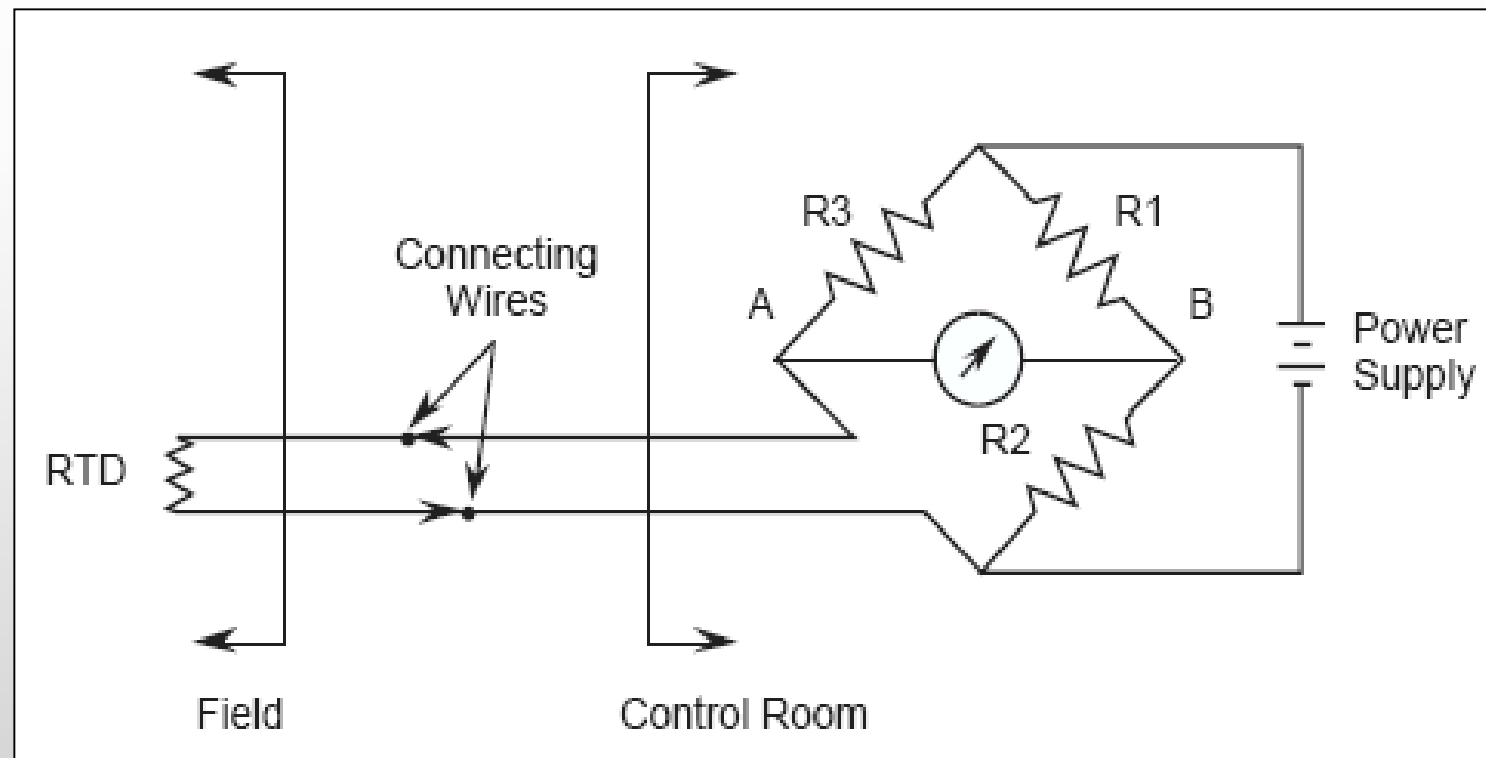 R3
R1
Connecting
Wires
A
B
Power
Supply
R2
RTD
Field
Control Room